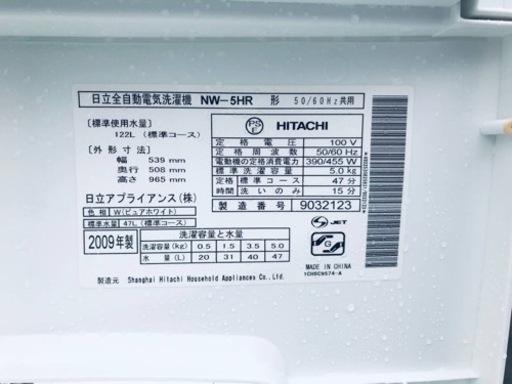 日立全自動電気洗濯機 NW-5HR 形 50/60Hz共用
[標準使用水量]
122L (標準コース)
[外形寸法]
幅 539 mm
奥行 508 mm
高さ 965 mm
日立アプライアンス(株)
色相 W(ピュアホワイト)
標準水量 47L(標準コース)
2009年製
PSE HITACHI
定格電圧 100 V
定格周波数 50/60 Hz
電動機の定格消費電力 390/455 W
標準洗濯容量 5.0 kg
定格標準コース 47 分
時間洗いのみ 15 分
製造番号 9032123
洗濯容量と水量
洗濯容量(kg) 0.5 1.5 3.5 5.0
水量(L) 20 31 40 47
S JET
G
MADE IN CHINA
1CHSC9574-A
製造元 Shanghai Hitachi Household Appliances Co.,Ltd.